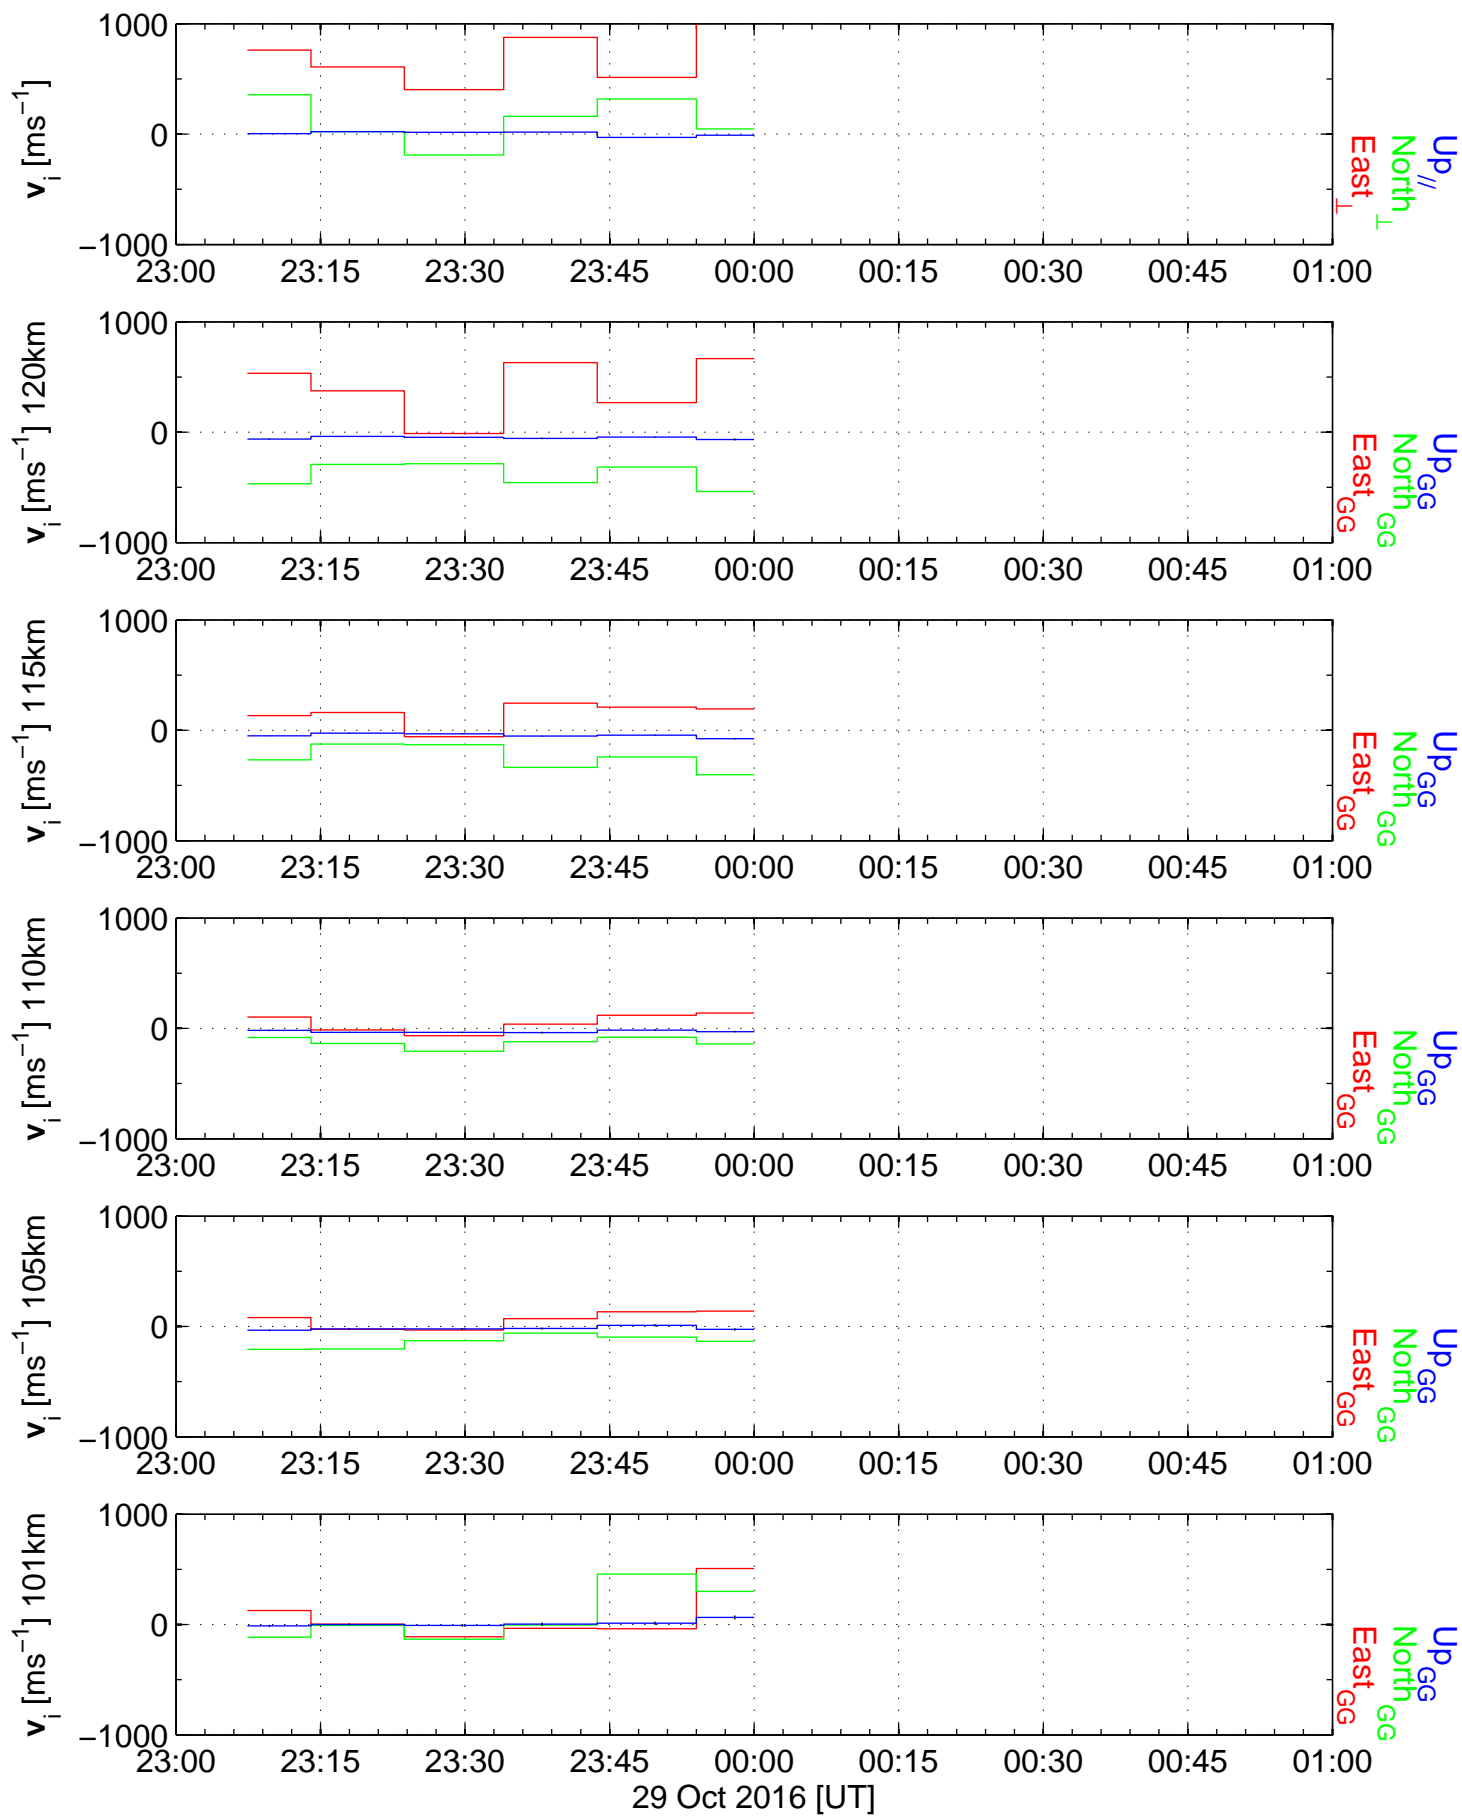 v_i [ms^−1]
1000
0
−1000
23:00 23:15 23:30 23:45 00:00 00:15 00:30 00:45 01:00
East_⊥
North_⊥
Up_//
v_i [ms^−1] 120km
1000
0
−1000
23:00 23:15 23:30 23:45 00:00 00:15 00:30 00:45 01:00
East_GG
North_GG
Up_GG
v_i [ms^−1] 115km
1000
0
−1000
23:00 23:15 23:30 23:45 00:00 00:15 00:30 00:45 01:00
East_GG
North_GG
Up_GG
v_i [ms^−1] 110km
1000
0
−1000
23:00 23:15 23:30 23:45 00:00 00:15 00:30 00:45 01:00
East_GG
North_GG
Up_GG
v_i [ms^−1] 105km
1000
0
−1000
23:00 23:15 23:30 23:45 00:00 00:15 00:30 00:45 01:00
East_GG
North_GG
Up_GG
v_i [ms^−1] 101km
1000
0
−1000
23:00 23:15 23:30 23:45 00:00 00:15 00:30 00:45 01:00
East_GG
North_GG
Up_GG
29 Oct 2016 [UT]